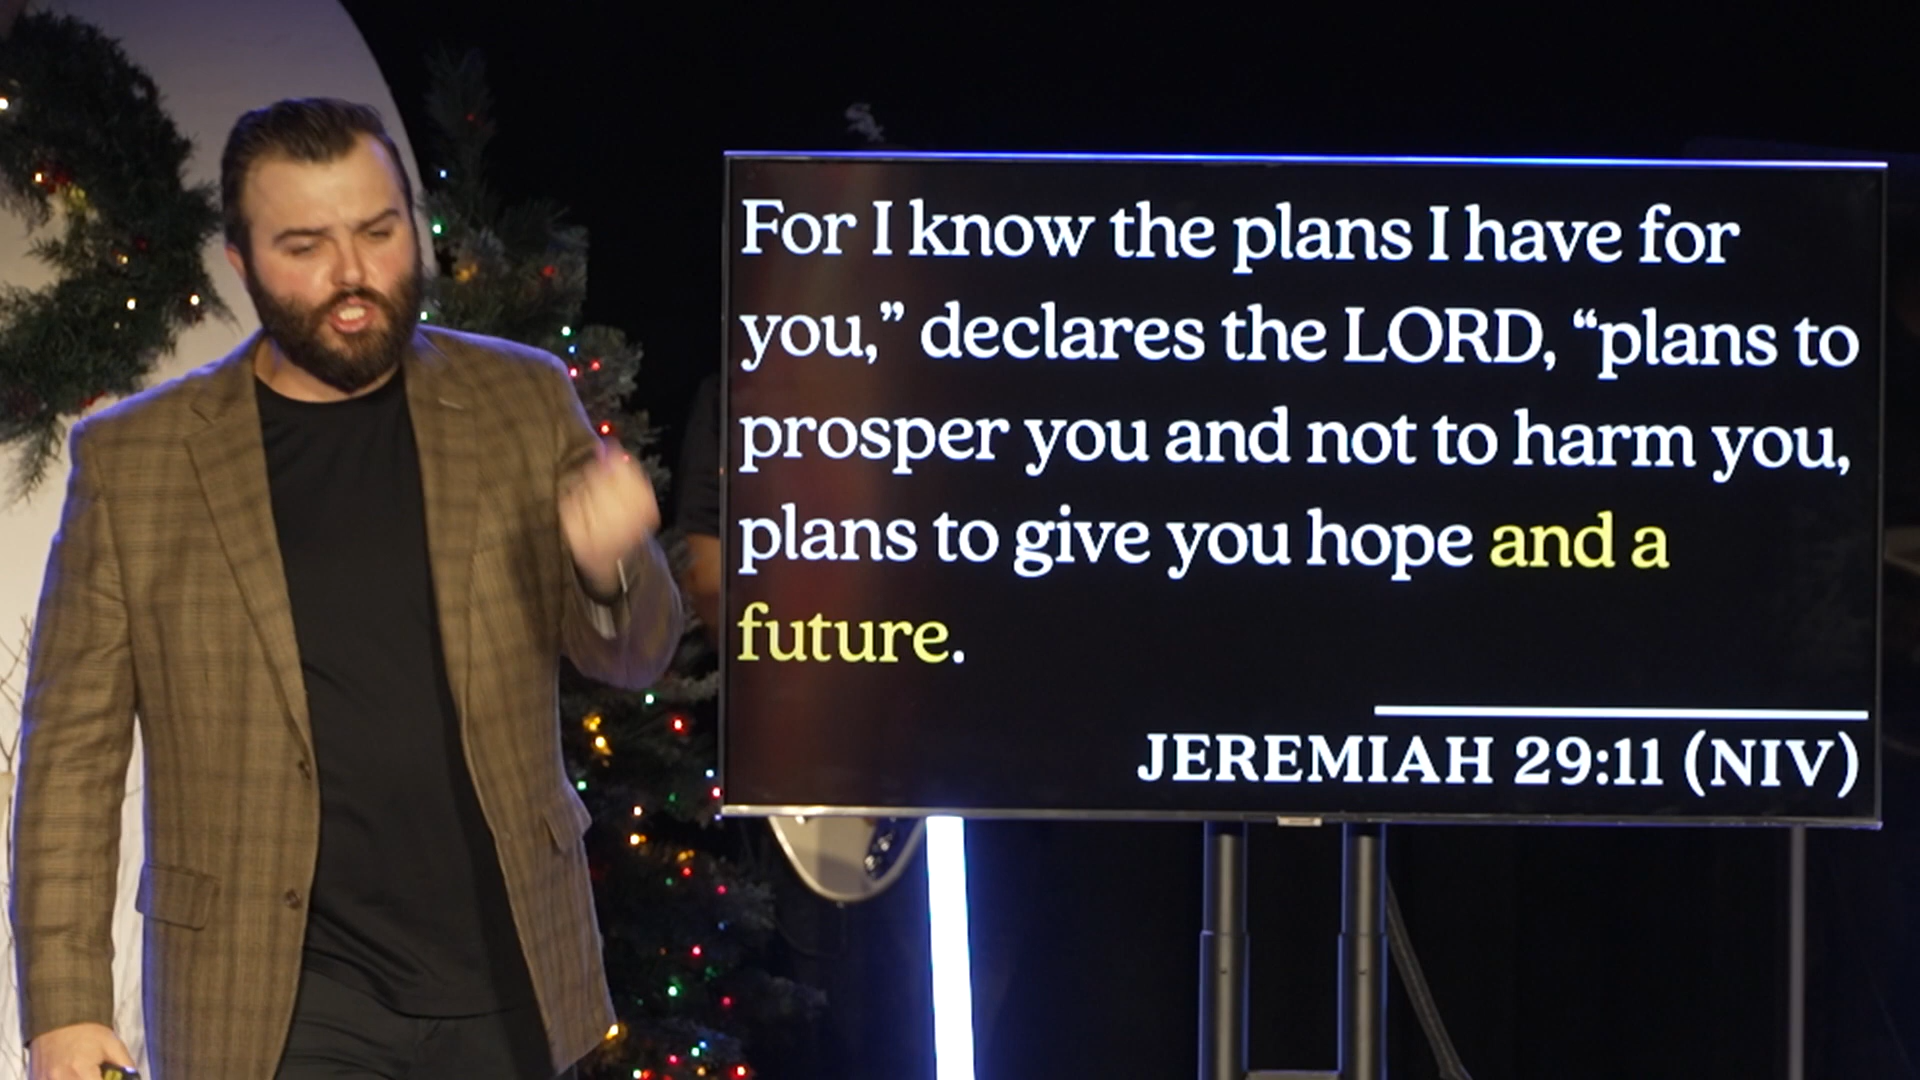 For I know the plans I have for
you,” declares the LORD, “plans to
prosper you and not to harm you,
plans to give you hope and a
future.
JEREMIAH 29:11 (NIV)